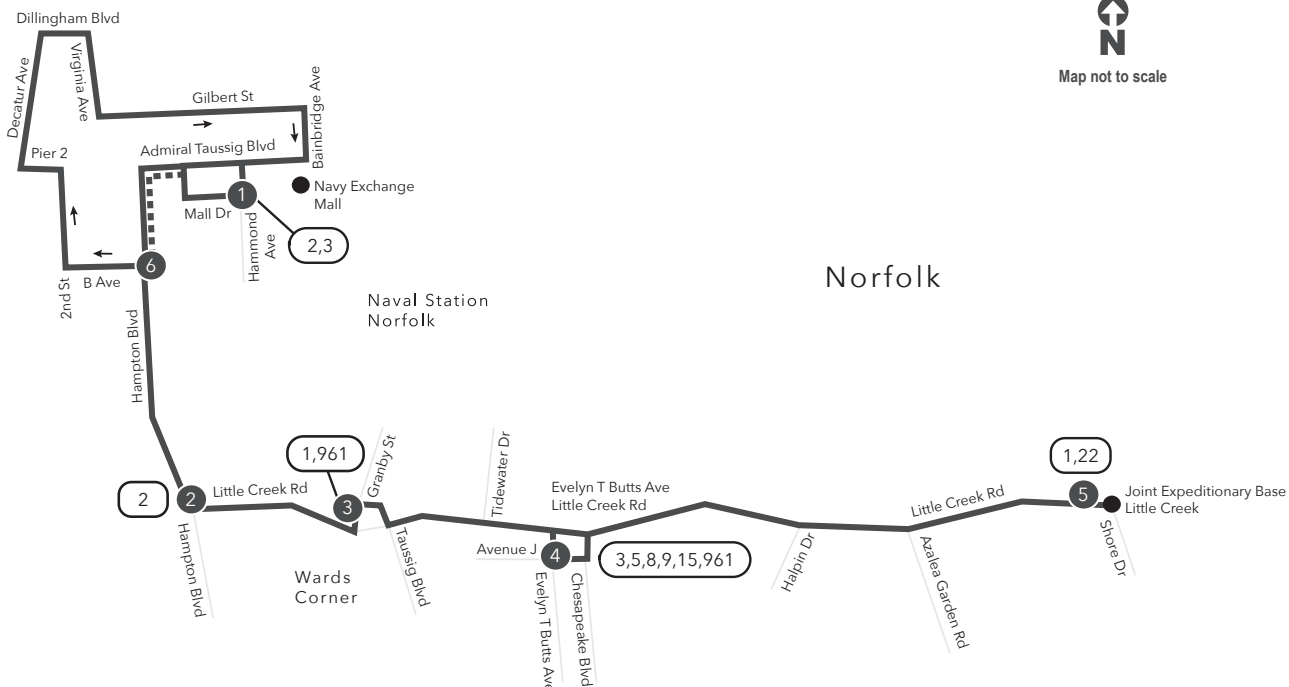 Dillingham Blvd
N
Map not to scale
Decatur Ave
Virginia Ave
Gilbert St
Bainbridge Ave
Pier 2
Admiral Taussig Blvd
1
Navy Exchange
Mall
Mall Dr
Hammond
Ave
2,3
6
B Ave
2nd St
Norfolk
Naval Station
Norfolk
Hampton Blvd
1,961
Granby St
Tidewater Dr
1,22
2
2
Little Creek Rd
3
Evelyn T Butts Ave
Little Creek Rd
Little Creek Rd
5
Joint Expeditionary Base
Little Creek
Hampton Blvd
Wards
Corner
Taussig Blvd
Avenue J
4
3,5,8,9,15,961
Evelyn T Butts Ave
Chesapeake Blvd
Halpin Dr
Azalea Garden Rd
Shore Dr